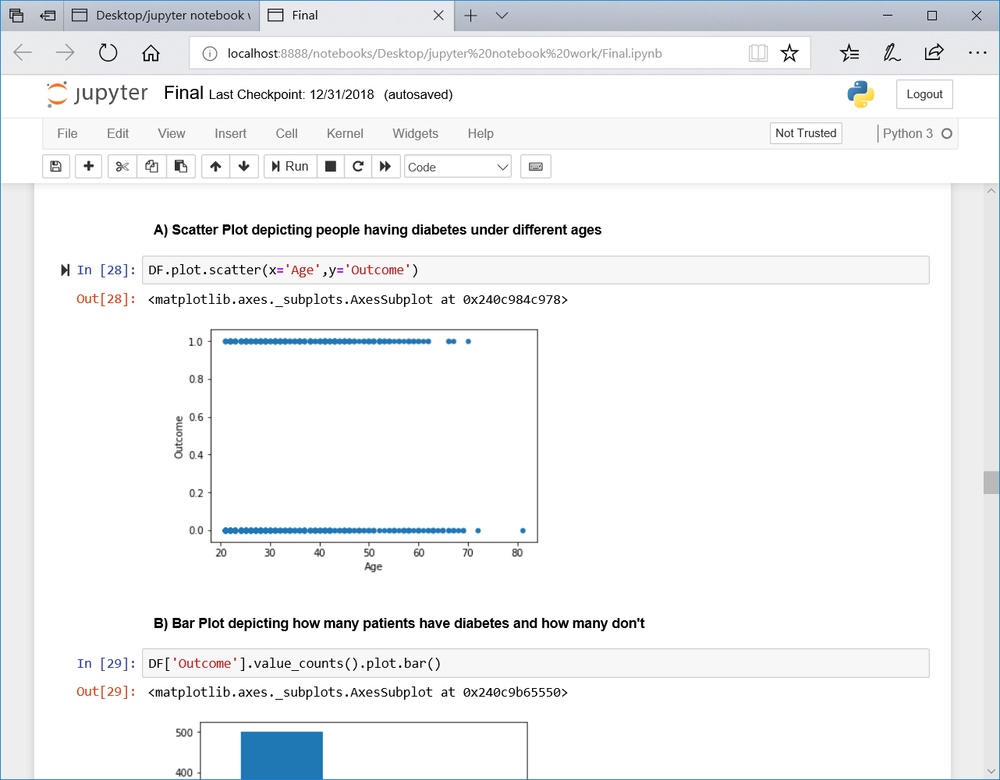 Desktop/jupyter notebook w
Final
localhost:8888/notebooks/Desktop/jupyter%20notebook%20work/Final.ipynb
jupyter Final Last Checkpoint: 12/31/2018 (autosaved)
Logout
File Edit View Insert Cell Kernel Widgets Help Not Trusted Python 3
Run Code
A) Scatter Plot depicting people having diabetes under different ages
In [28]: DF.plot.scatter(x='Age',y='Outcome')
Out[28]: <matplotlib.axes._subplots.AxesSubplot at 0x240c984c978>
1.0
0.8
0.6
Outcome
0.4
0.2
0.0
20 30 40 50 60 70 80
Age
B) Bar Plot depicting how many patients have diabetes and how many don't
In [29]: DF['Outcome'].value_counts().plot.bar()
Out[29]: <matplotlib.axes._subplots.AxesSubplot at 0x240c9b65550>
500
400